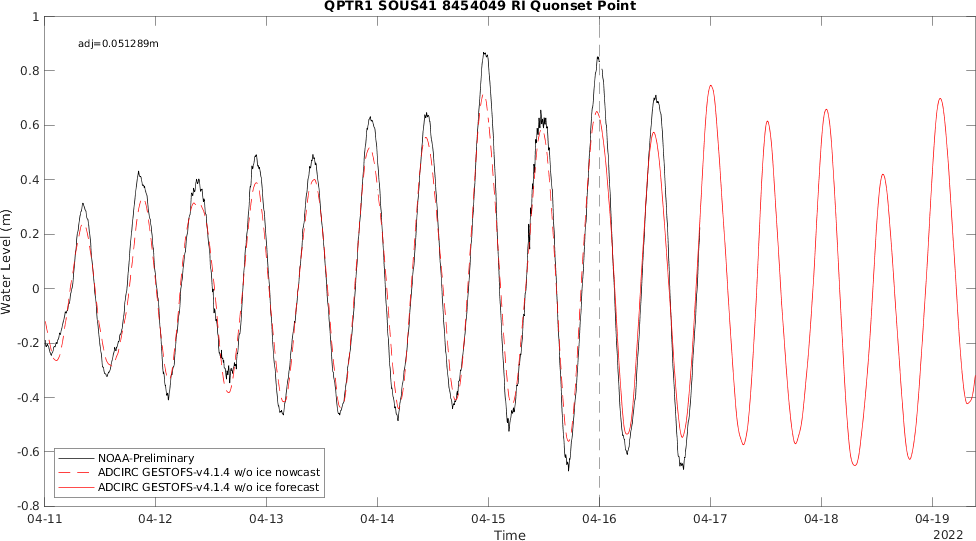 QPTR1 SOUS41 8454049 RI Quonset Point
adj=0.051289m
1
0.8
0.6
0.4
0.2
0
-0.2
-0.4
-0.6
-0.8
Water Level (m)
NOAA-Preliminary
ADCIRC GESTOFS-v4.1.4 w/o ice nowcast
ADCIRC GESTOFS-v4.1.4 w/o ice forecast
04-11 04-12 04-13 04-14 04-15 04-16 04-17 04-18 04-19
Time
2022